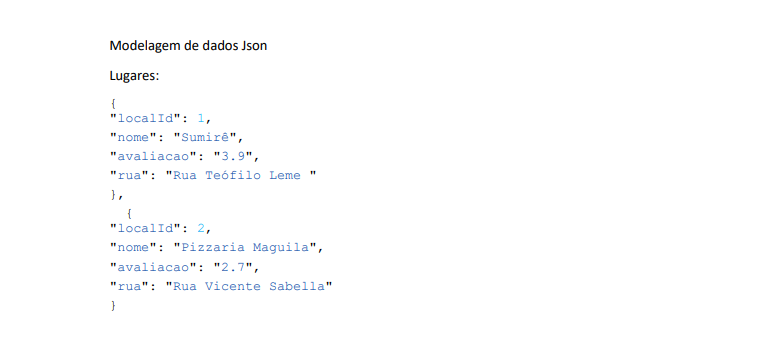 Modelagem de dados Json
Lugares:
{
"localId": 1,
"nome": "Sumirê",
"avaliacao": "3.9",
"rua": "Rua Teófilo Leme "
},
{
"localId": 2,
"nome": "Pizzaria Maguila",
"avaliacao": "2.7",
"rua": "Rua Vicente Sabella"
}